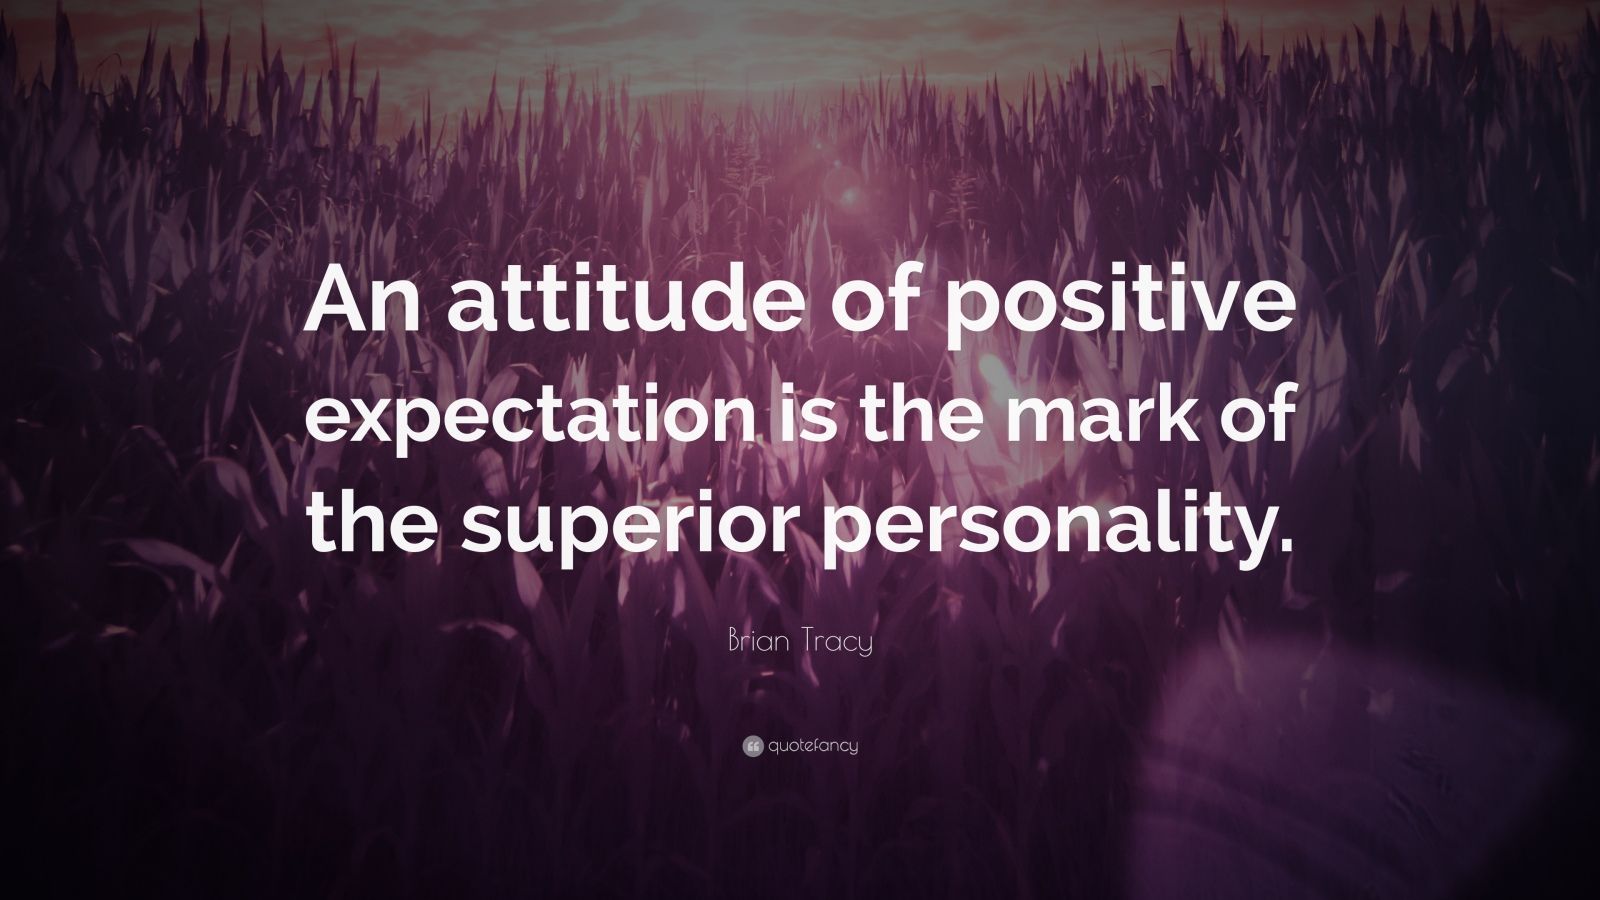 An attitude of positive
expectation is the mark of
the superior personality.
Brian Tracy
quotefancy